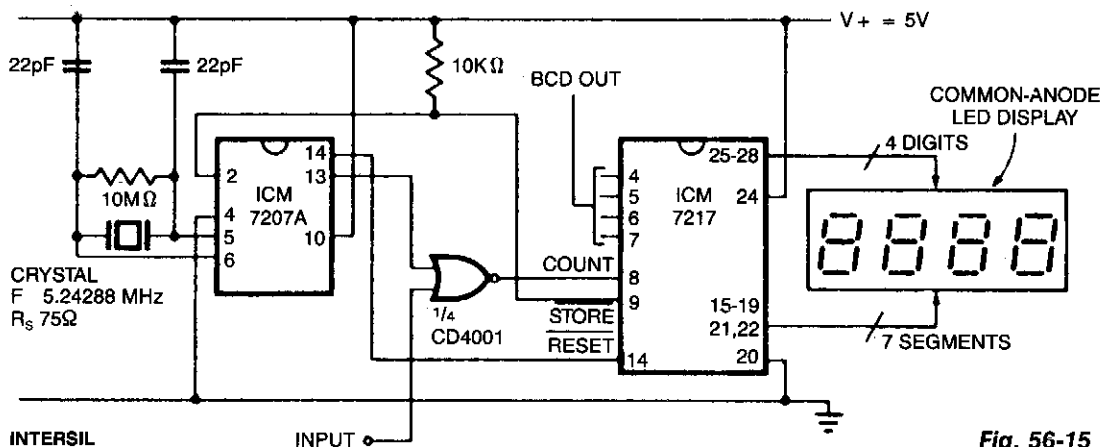 V+ = 5V
22pF
22pF
10KΩ
BCD OUT
COMMON-ANODE
LED DISPLAY
4 DIGITS
14
13
2
ICM
7207A
10MΩ
4
5
6
10
25-28
ICM
7217
24
4
5
6
7
COUNT
8
9
STORE
RESET
14
15-19
21,22
20
7 SEGMENTS
CRYSTAL
F 5.24288 MHz
RS 75Ω
1/4
CD4001
INTERSIL
INPUT
Fig. 56-15